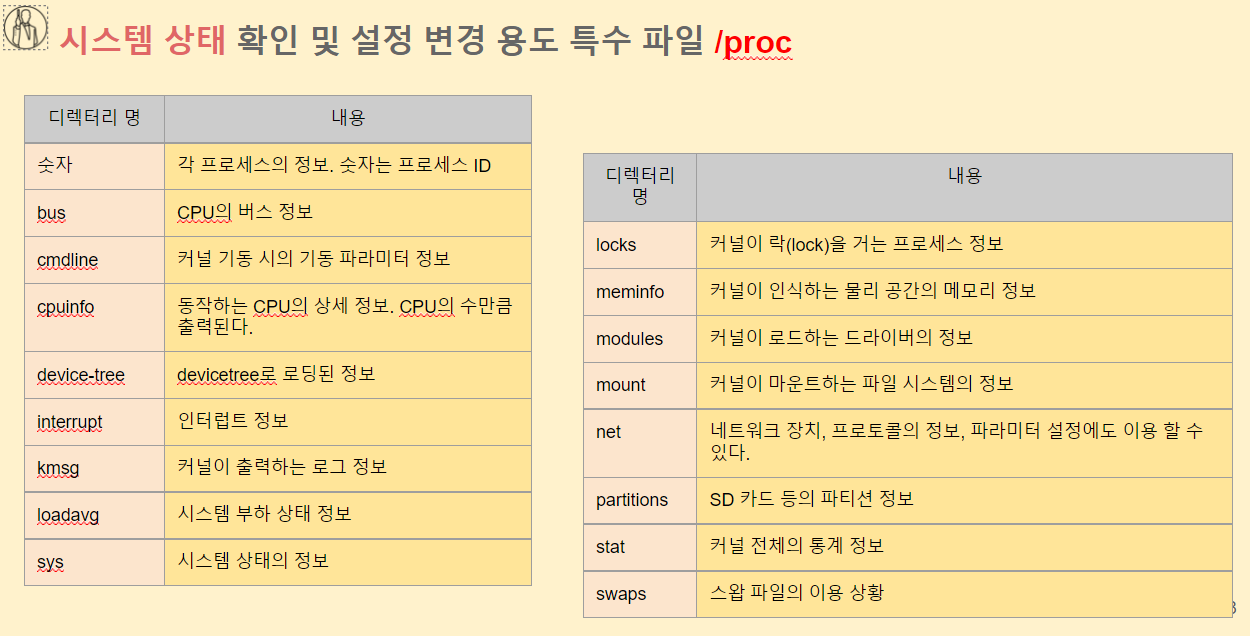 시스템 상태 확인 및 설정 변경 용도 특수 파일 /proc
디렉터리 명
내용
숫자
각 프로세스의 정보. 숫자는 프로세스 ID
bus
CPU의 버스 정보
cmdline
커널 기동 시의 기동 파라미터 정보
cpuinfo
동작하는 CPU의 상세 정보. CPU의 수만큼
출력된다.
device-tree
devicetree로 로딩된 정보
interrupt
인터럽트 정보
kmsg
커널이 출력하는 로그 정보
loadavg
시스템 부하 상태 정보
sys
시스템 상태의 정보
디렉터리
명
내용
locks
커널이 락(lock)을 거는 프로세스 정보
meminfo
커널이 인식하는 물리 공간의 메모리 정보
modules
커널이 로드하는 드라이버의 정보
mount
커널이 마운트하는 파일 시스템의 정보
net
네트워크 장치, 프로토콜의 정보, 파라미터 설정에도 이용 할 수
있다.
partitions
SD 카드 등의 파티션 정보
stat
커널 전체의 통계 정보
swaps
스왑 파일의 이용 상황